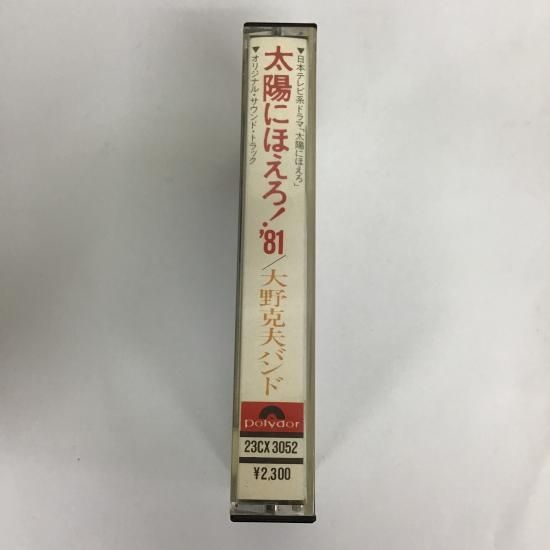 ▼日本テレビ系ドラマ「太陽にほえろ」
▼オリジナル・サウンド・トラック
太陽にほえろ!'81/大野克夫バンド
polydor
23CX3052
¥2,300